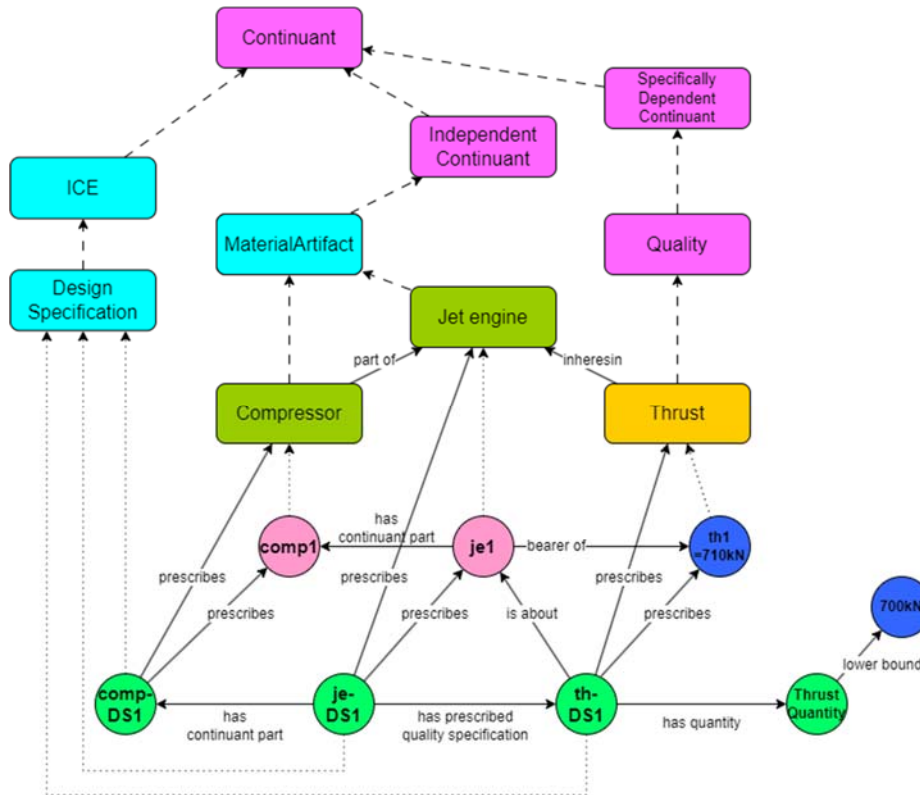 Continuant
Specifically
Dependent
Continuant
Independent
Continuant
ICE
MaterialArtifact
Quality
Design
Specification
Jet engine
part of
inheresin
Compressor
Thrust
has
continuant part
comp1
je1
bearer of
th1
=710kN
prescribes
prescribes
prescribes
prescribes
prescribes
is about
prescribes
700kN
lower bound
comp-
DS1
je-
DS1
th-
DS1
Thrust
Quantity
has
continuant part
has prescribed
quality specification
has quantity